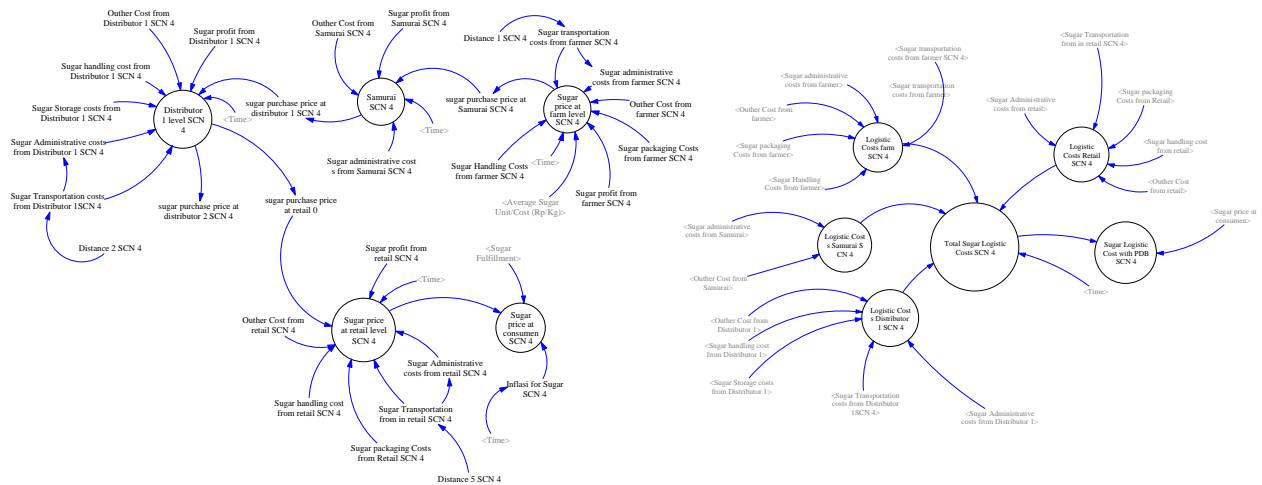 Outher Cost from
Distributor 1 SCN 4
Sugar profit from
Distributor 1 SCN 4
Sugar handling cost from
Distributor 1 SCN 4
Sugar Storage costs from
Distributor 1 SCN 4
Sugar Administrative costs
from Distributor 1 SCN 4
Sugar Transportation costs
from Distributor 1SCN 4
Distance 2 SCN 4
Distributor
1 level SCN
4
<Time>
sugar purchase price at
distributor 1 SCN 4
sugar purchase price at
distributor 2 SCN 4
sugar purchase price
at retail 0
Outher Cost from
Samurai SCN 4
Sugar profit from
Samurai SCN 4
Samurai
SCN 4
<Time>
Sugar administrative cost
s from Samurai SCN 4
sugar purchase price at
Samurai SCN 4
Distance 1 SCN 4
Sugar transportation
costs from farmer SCN 4
Sugar administrative
costs from farmer SCN 4
Sugar
price at
farm level
SCN 4
Outher Cost from
farmer SCN 4
Sugar packaging Costs
from farmer SCN 4
Sugar Handling Costs
from farmer SCN 4
<Time>
Sugar profit from
farmer SCN 4
<Average Sugar
Unit/Cost (Rp/Kg)>
Sugar profit from
retail SCN 4
<Time>
<Sugar
Fulfillment>
Outher Cost from
retail SCN 4
Sugar price
at retail level
SCN 4
Sugar
price at
consumen
SCN 4
Sugar Administrative
costs from retail SCN 4
Inflasi for Sugar
SCN 4
Sugar handling cost
from retail SCN 4
Sugar Transportation
from in retail SCN 4
<Time>
Sugar packaging Costs
from Retail SCN 4
Distance 5 SCN 4
<Sugar transportation
costs from farmer SCN 4>
<Sugar administrative
costs from farmer>
<Sugar transportation
costs from farmer>
<Outher Cost from
farmer>
<Sugar packaging
Costs from farmer>
<Sugar Handling
Costs from Farmer>
Logistic
Costs farm
SCN 4
<Sugar Transportation
from in retail SCN 4>
<Sugar Administrative
costs from retail>
<Sugar packaging
Costs from Retail>
Logistic
Costs Retail
SCN 4
<Sugar handling cost
from retail>
<Outher Cost
from retail>
<Sugar administrative
costs from Samurai>
Logistic Cost
s Samurai S
CN 4
<Outher Cost from
Samurai>
Total Sugar Logistic
Costs SCN 4
Sugar Logistic
Cost with PDB
SCN 4
<Sugar price at
consumen>
<Time>
<Outher Cost from
Distributor 1>
Logistic Cost
s Distributor
1 SCN 4
<Sugar handling cost
from Distributor 1>
<Sugar Storage costs
from Distributor 1>
<Sugar Transportation
costs from Distributor
1SCN 4>
<Sugar Administrative
costs from Distributor 1>